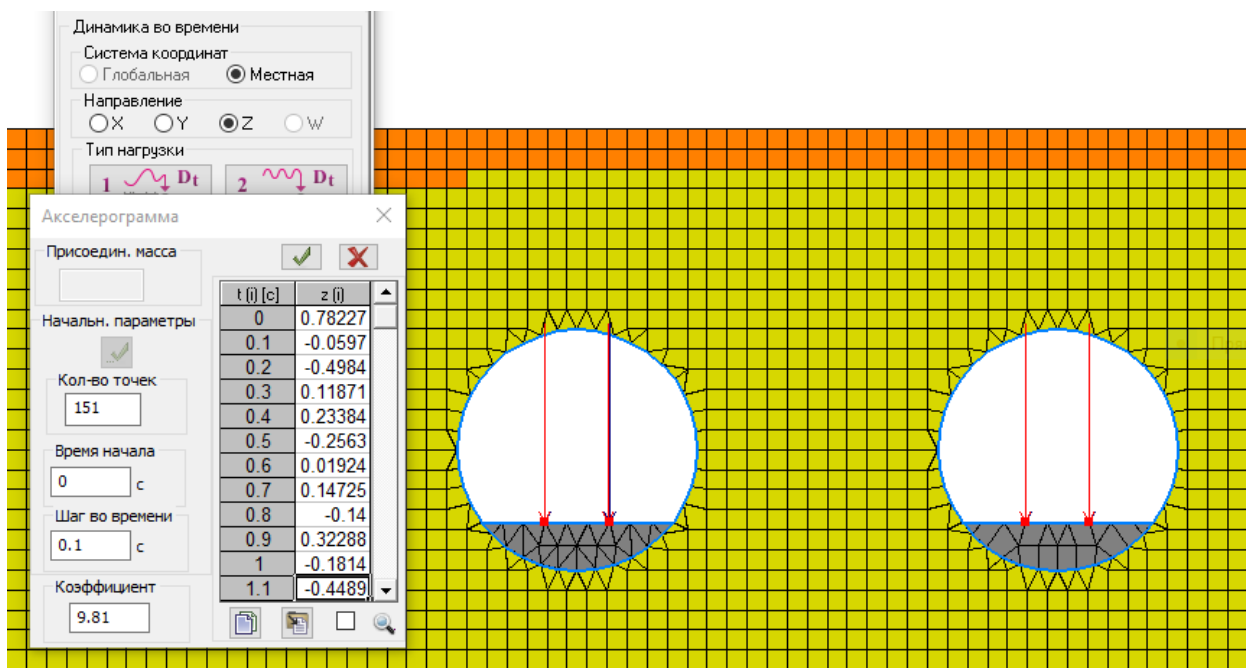 Динамика во времени
Система координат
Глобальная Местная
Направление
X Y Z W
Тип нагрузки
1 Dt 2 Dt
Акселерограмма
Присоедин. масса
Начальн. параметры
Кол-во точек
151
Время начала
0 с
Шаг во времени
0.1 с
Коэффициент
9.81
t (i) [c] z (i)
0 0.78227
0.1 -0.0597
0.2 -0.4984
0.3 0.11871
0.4 0.23384
0.5 -0.2563
0.6 0.01924
0.7 0.14725
0.8 -0.14
0.9 0.32288
1 -0.1814
1.1 -0.4489